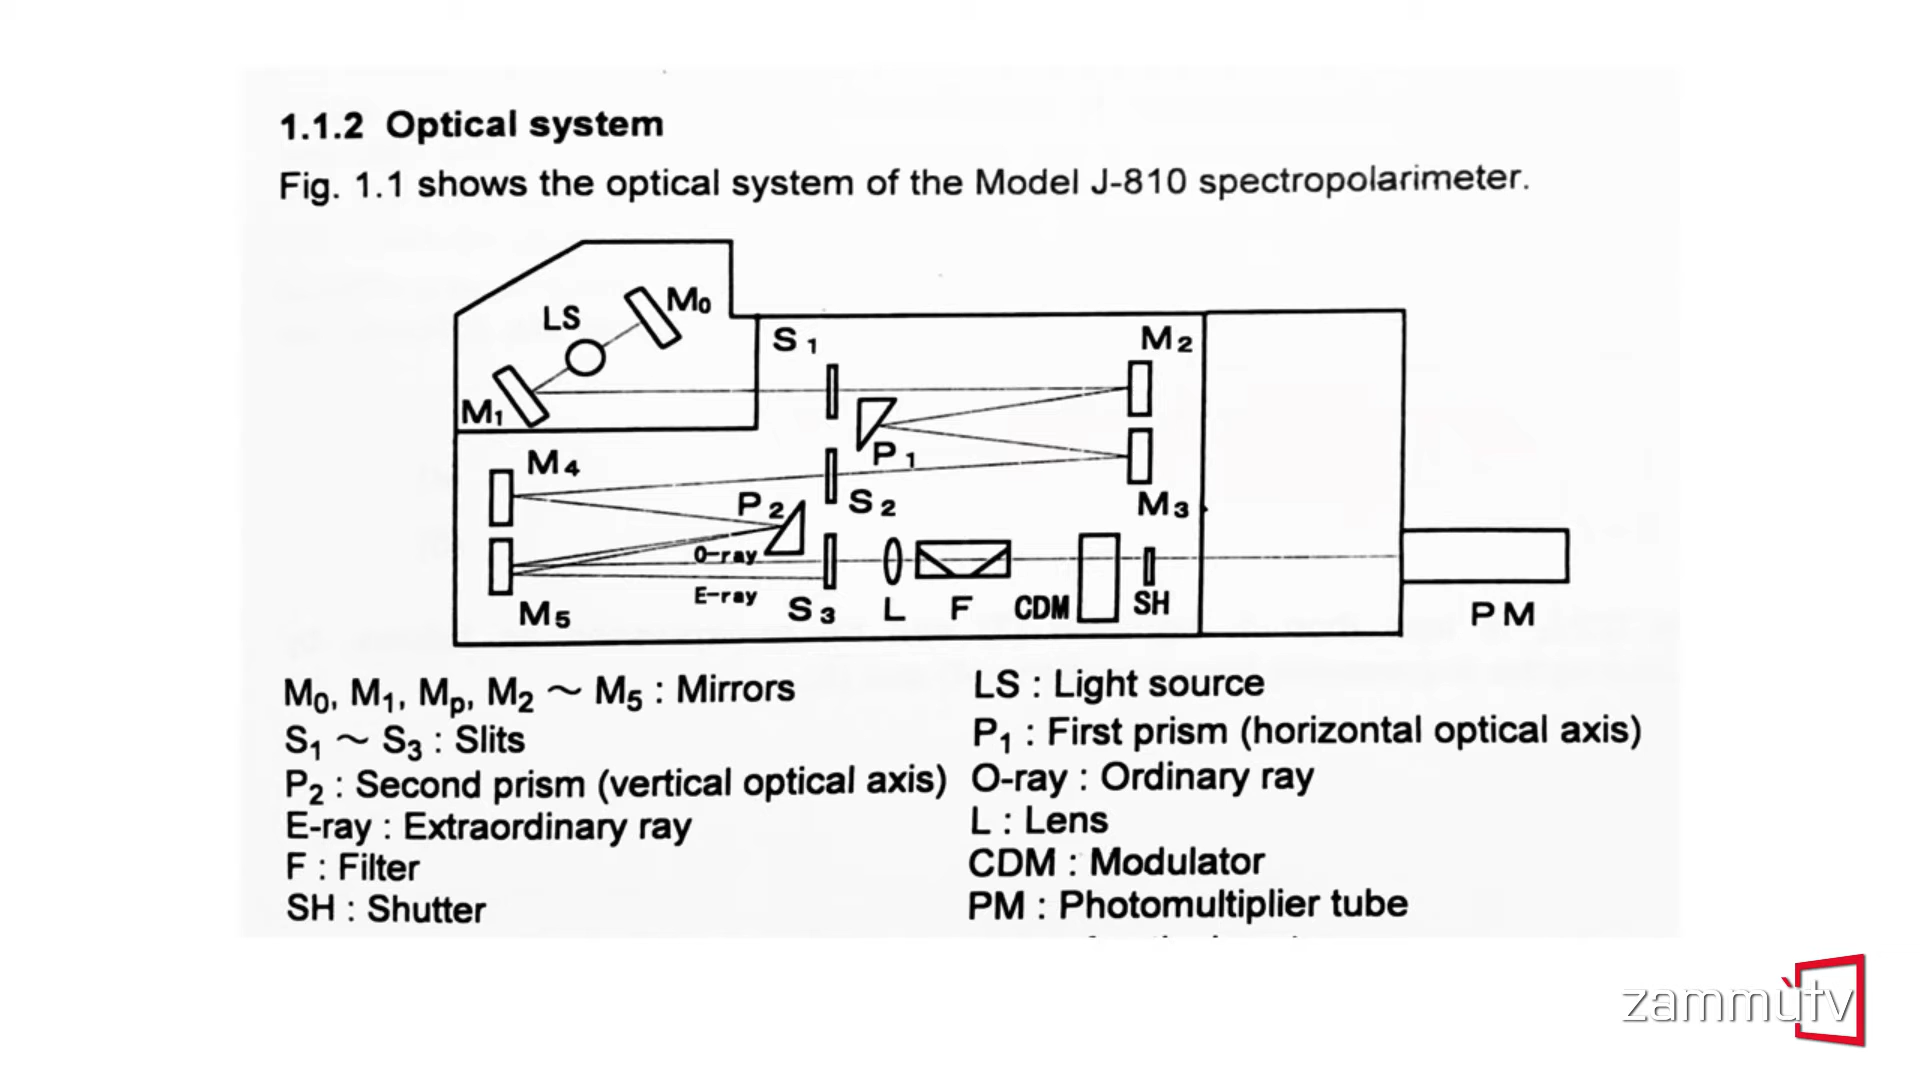 1.1.2 Optical system
Fig. 1.1 shows the optical system of the Model J-810 spectropolarimeter.
LS
M₀
S₁
M₂
M₁
P₁
M₄
P₂
S₂
M₃
O-ray
E-ray
M₅
S₃
L
F
CDM
SH
PM
M₀, M₁, Mₚ, M₂ ～ M₅ : Mirrors
S₁ ～ S₃ : Slits
P₂ : Second prism (vertical optical axis)
E-ray : Extraordinary ray
F : Filter
SH : Shutter
LS : Light source
P₁ : First prism (horizontal optical axis)
O-ray : Ordinary ray
L : Lens
CDM : Modulator
PM : Photomultiplier tube
zammùtv